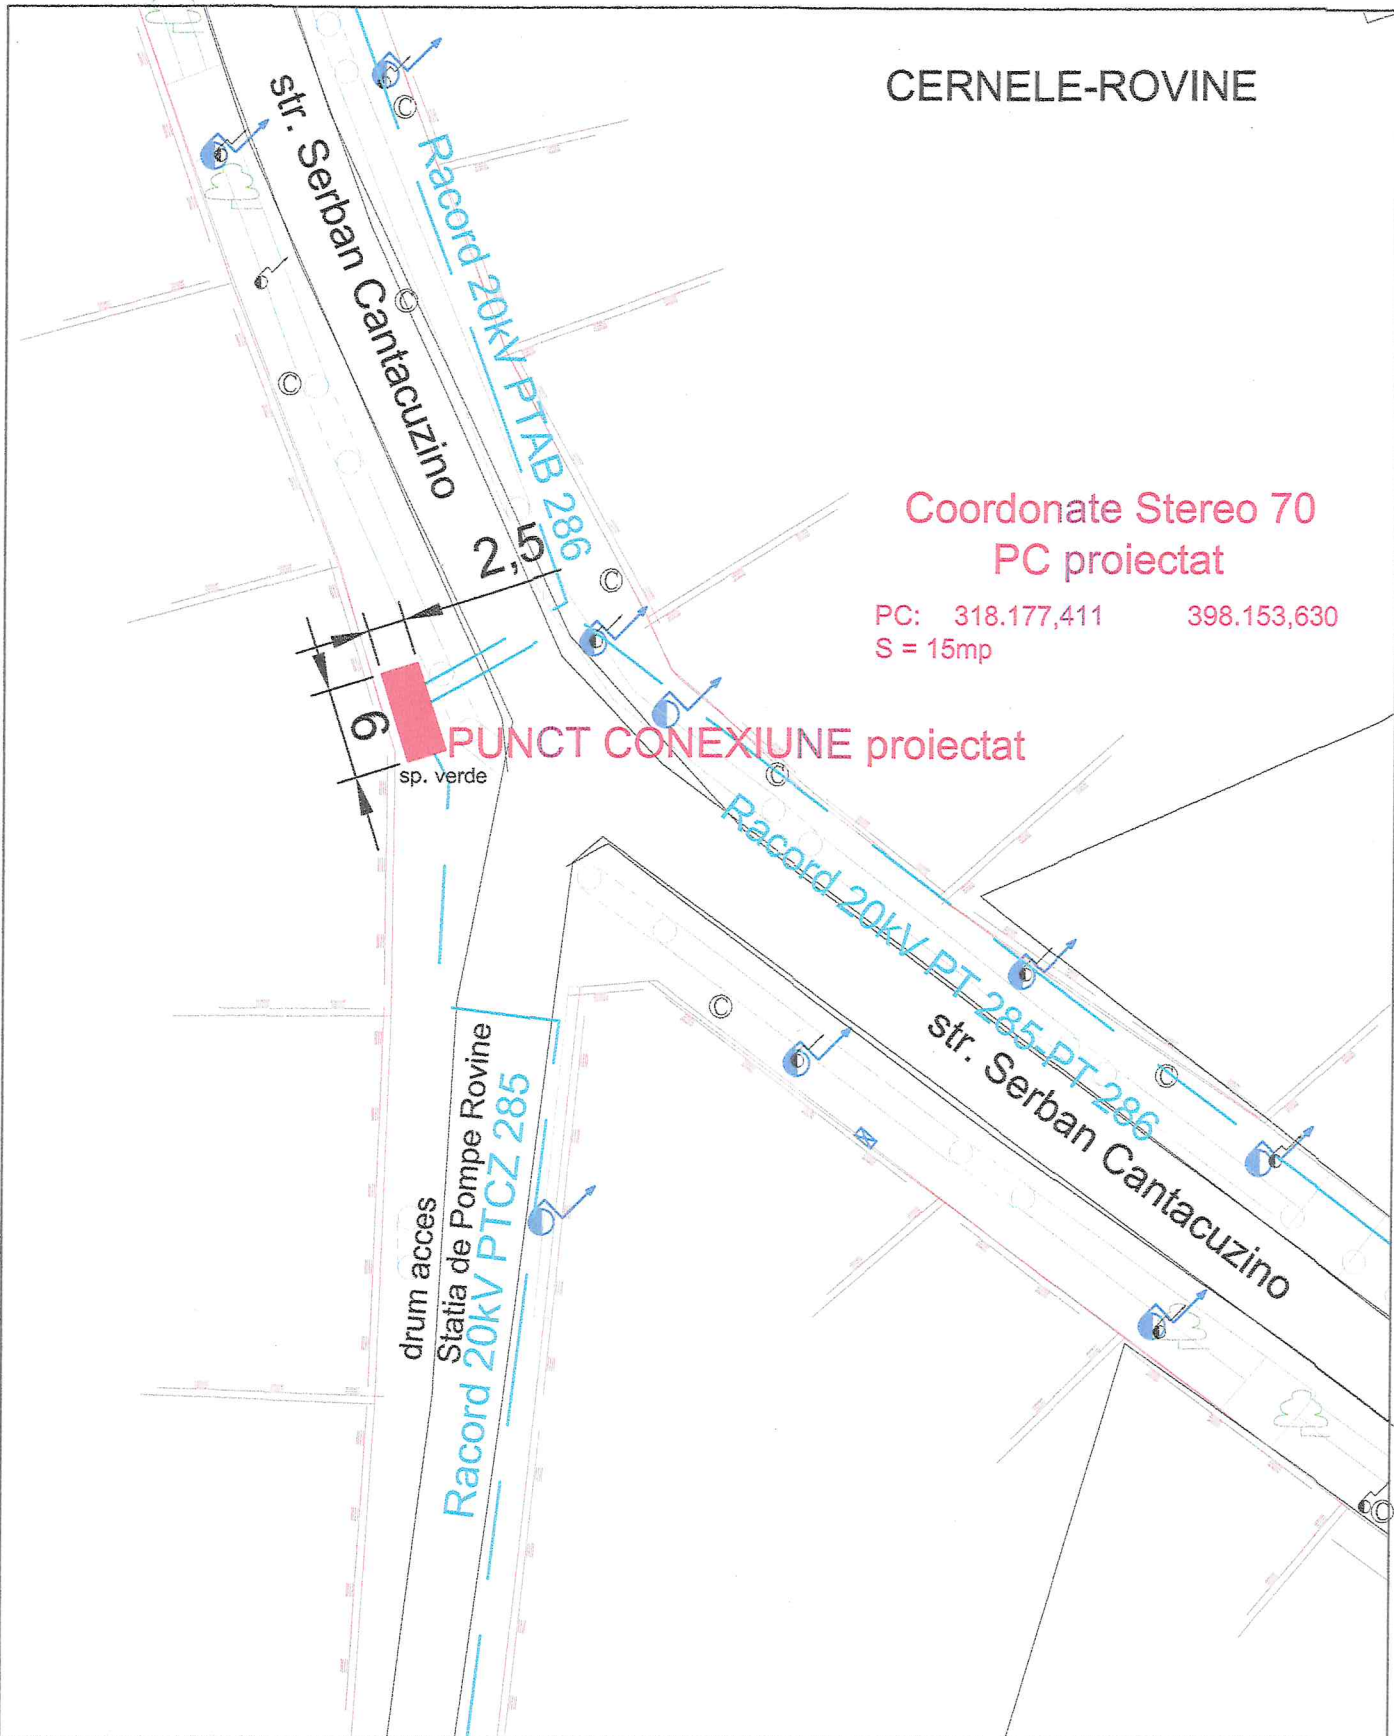 CERNELE-ROVINE
str. Serban Cantacuzino
Racord 20kV PTAB 286
Coordonate Stereo 70
PC proiectat
PC: 318.177,411 398.153,630
S = 15mp
2,5
6
PUNCT CONEXIUNE proiectat
sp. verde
Racord 20kV PT 285-PT 286
str. Serban Cantacuzino
drum acces
Statia de Pompe Rovine
Racord 20kV PTCZ 285
C
C
C
C
C
C
C
C